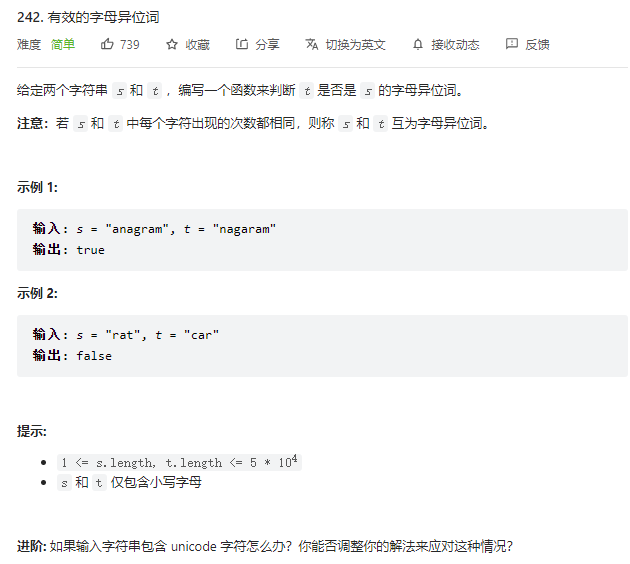 242. 有效的字母异位词
难度 简单 739 收藏 分享 切换为英文 接收动态 反馈
给定两个字符串 s 和 t ，编写一个函数来判断 t 是否是 s 的字母异位词。
注意：若 s 和 t 中每个字符出现的次数都相同，则称 s 和 t 互为字母异位词。
示例 1:
输入: s = "anagram", t = "nagaram"
输出: true
示例 2:
输入: s = "rat", t = "car"
输出: false
提示:
• 1 <= s.length, t.length <= 5 * 10⁴
• s 和 t 仅包含小写字母
进阶: 如果输入字符串包含 unicode 字符怎么办？你能否调整你的解法来应对这种情况？